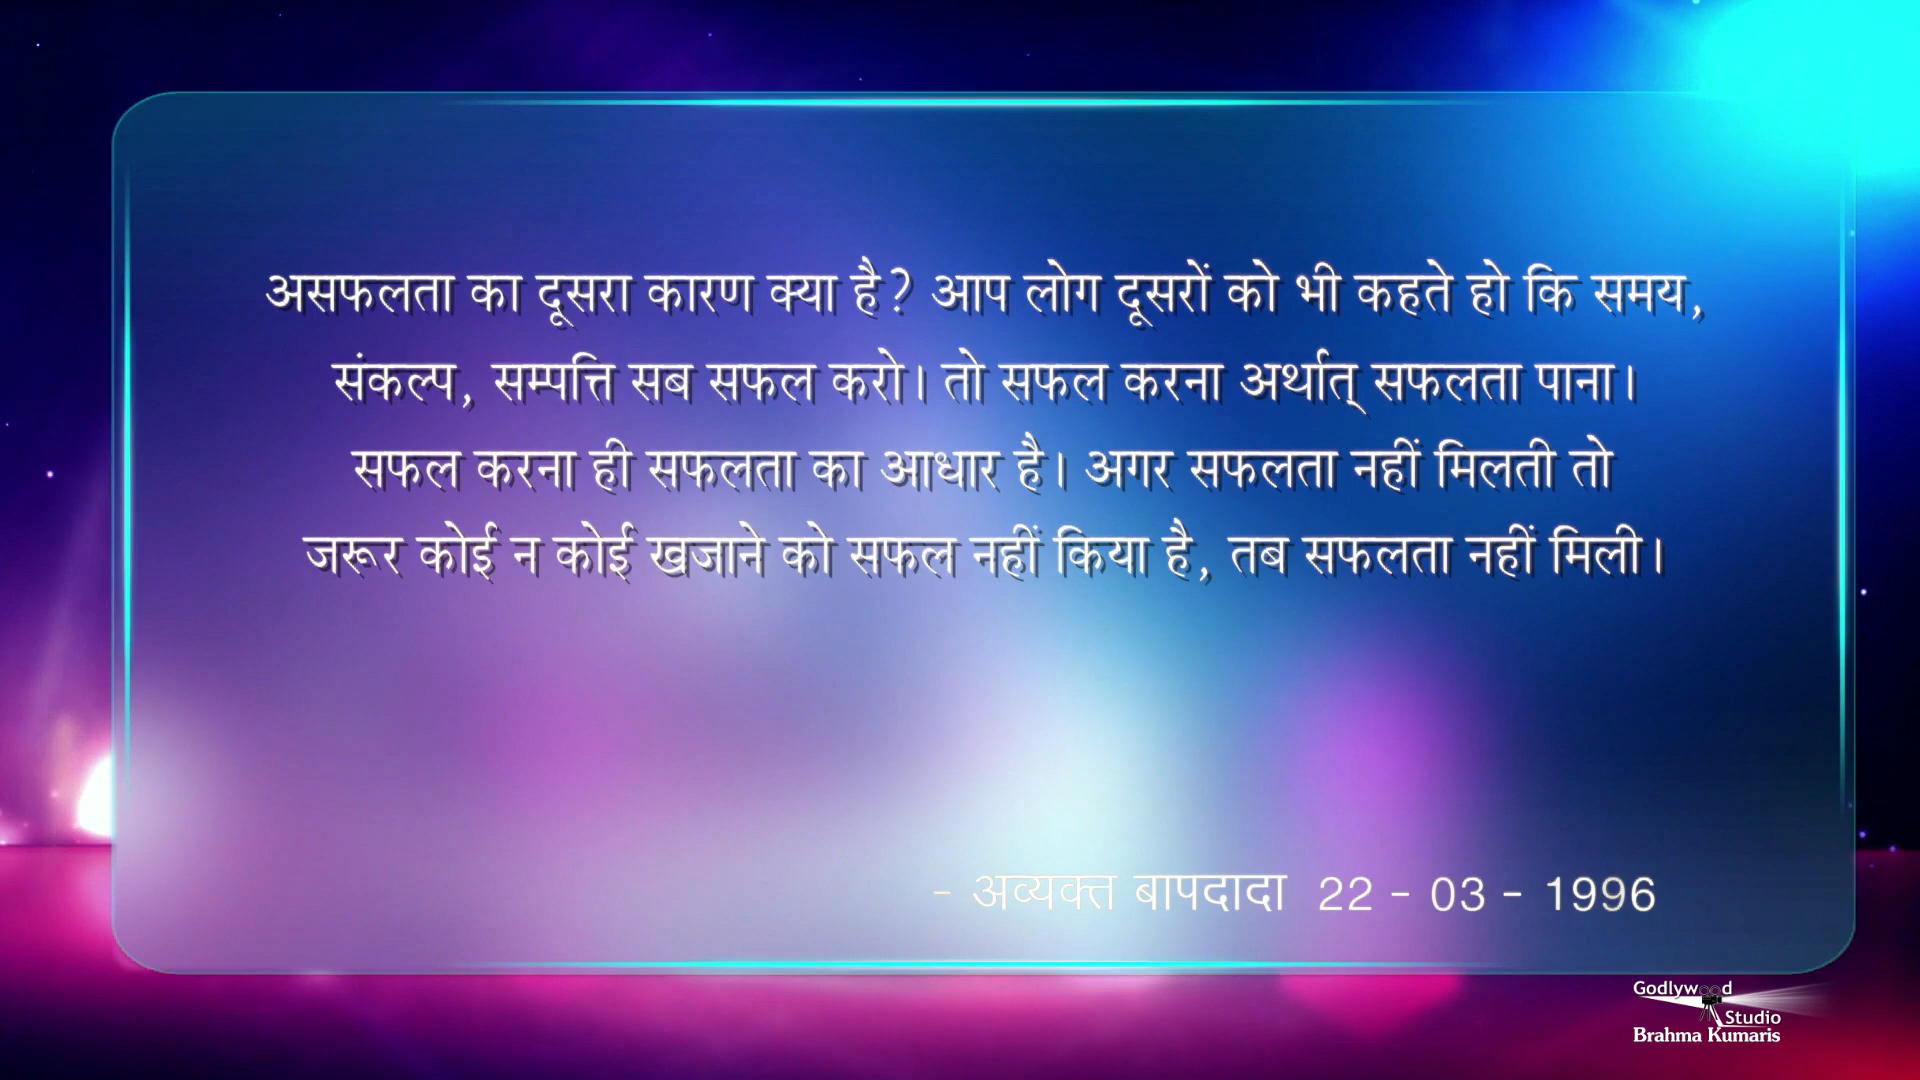 असफलता का दूसरा कारण क्या है? आप लोग दूसरों को भी कहते हो कि समय,
संकल्प, सम्पत्ति सब सफल करो। तो सफल करना अर्थात् सफलता पाना।
सफल करना ही सफलता का आधार है। अगर सफलता नहीं मिलती तो
जरूर कोई न कोई खजाने को सफल नहीं किया है, तब सफलता नहीं मिली।
- अव्यक्त बापदादा 22 - 03 - 1996
Godlywood
Studio
Brahma Kumaris